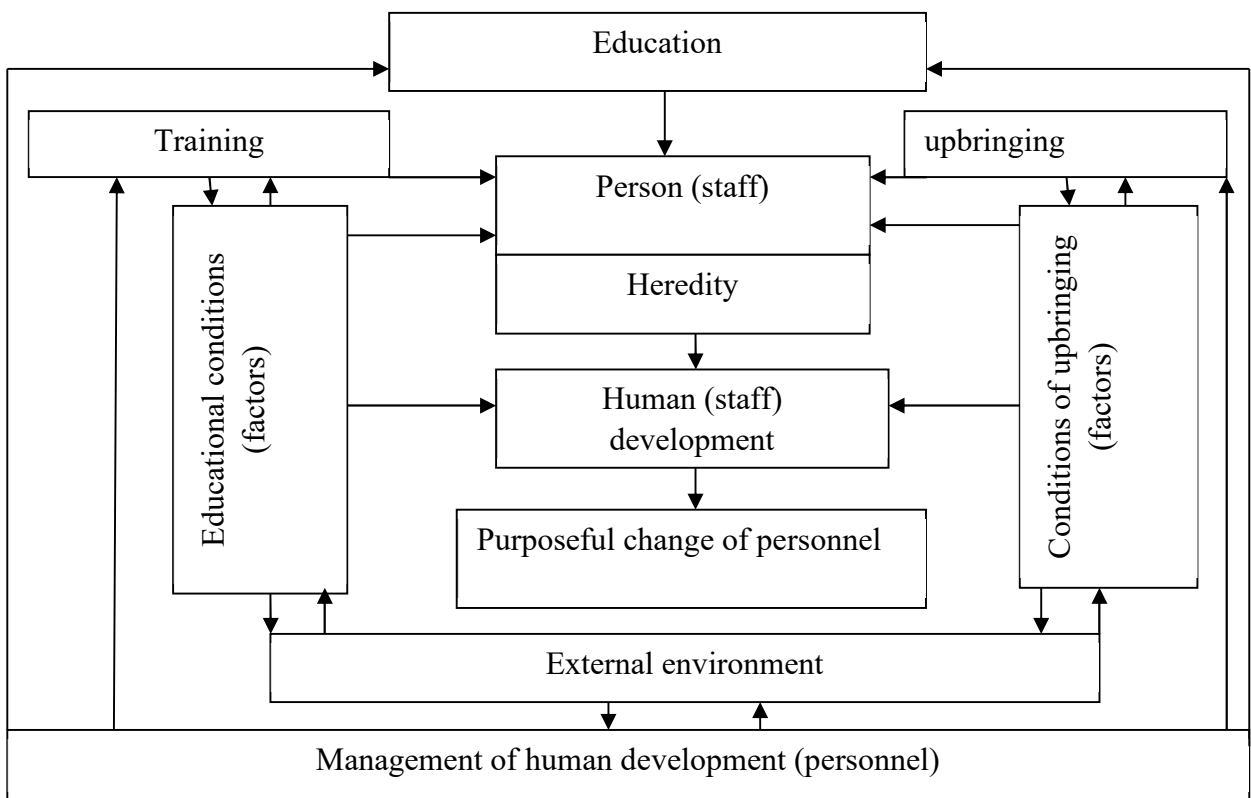 Education
Training
upbringing
Person (staff)
Heredity
Educational conditions
(factors)
Conditions of upbringing
(factors)
Human (staff)
development
Purposeful change of personnel
External environment
Management of human development (personnel)